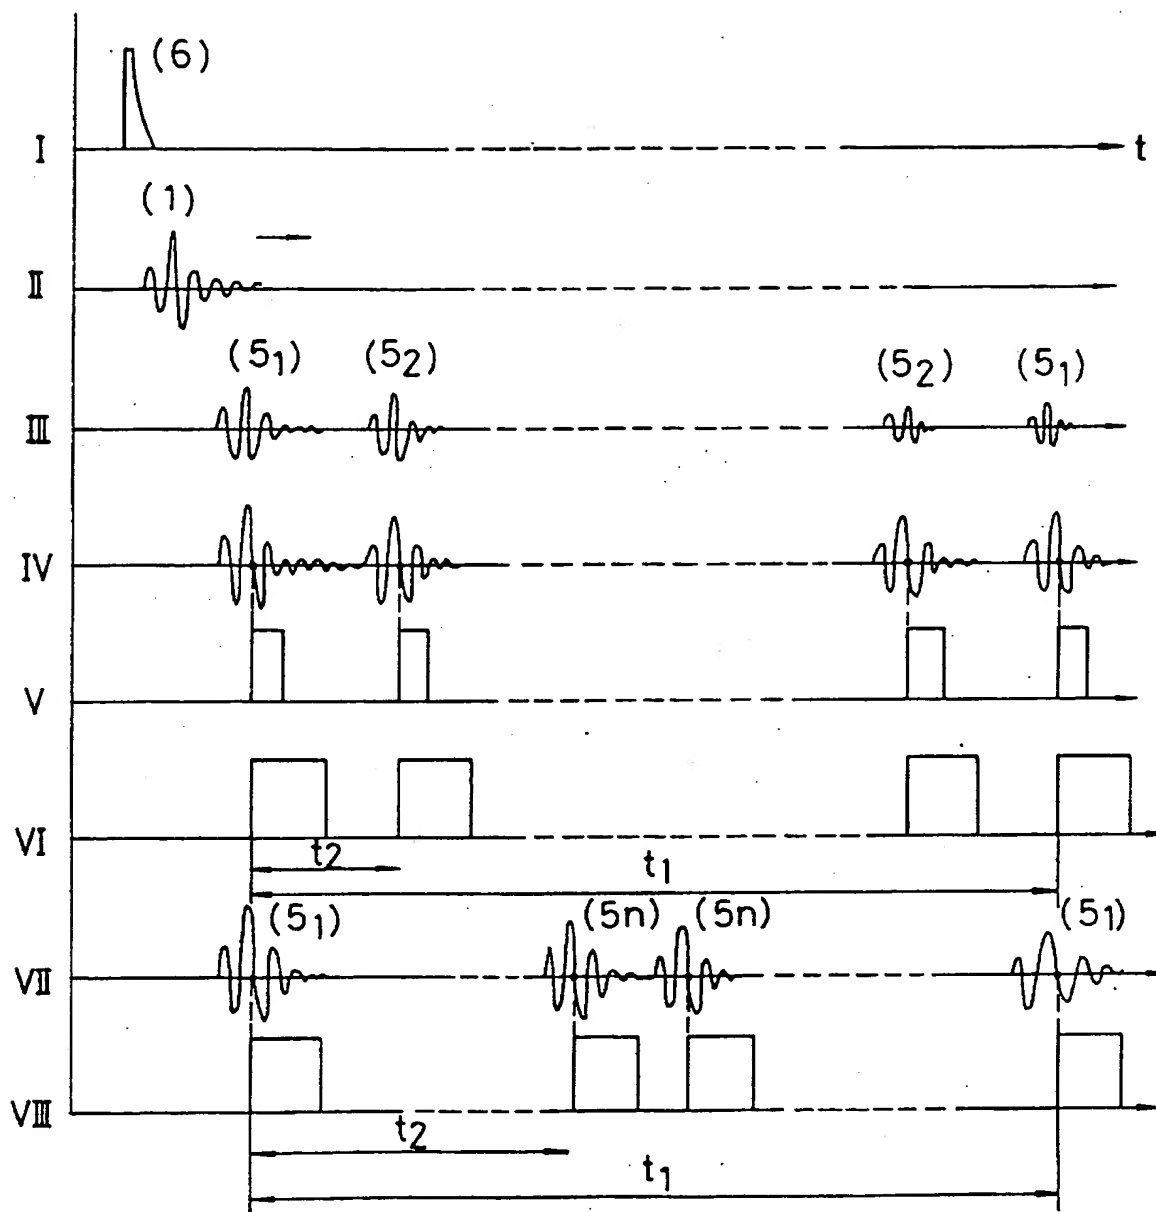 (6)
I t
(1)
II
(5₁) (5₂) (5₂) (5₁)
III
IV
V
VI
t₂
t₁
(5₁) (5n) (5n) (5₁)
VII
VIII
t₂
t₁